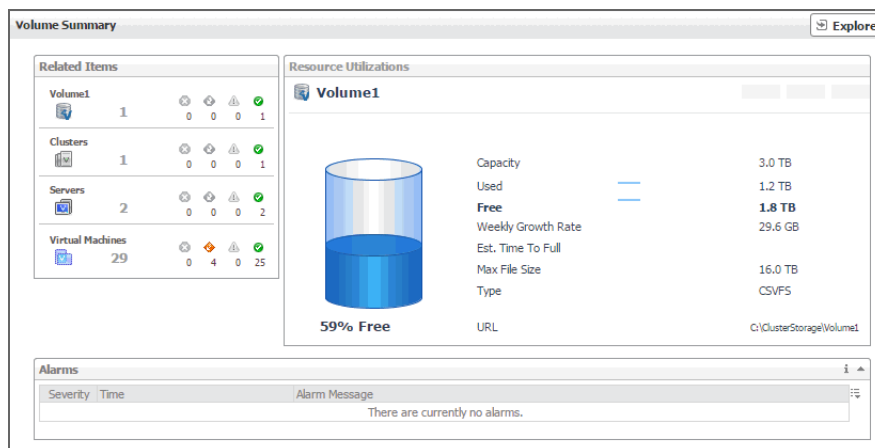 Volume Summary
Explore
Related Items
Volume1
1
0 0 0 1
Clusters
1
0 0 0 1
Servers
2
0 0 0 2
Virtual Machines
29
0 4 0 25
Resource Utilizations
Volume1
Capacity 3.0 TB
Used 1.2 TB
Free 1.8 TB
Weekly Growth Rate 29.6 GB
Est. Time To Full
Max File Size 16.0 TB
Type CSVFS
59% Free
URL C:\ClusterStorage\Volume1
Alarms
Severity Time Alarm Message
There are currently no alarms.